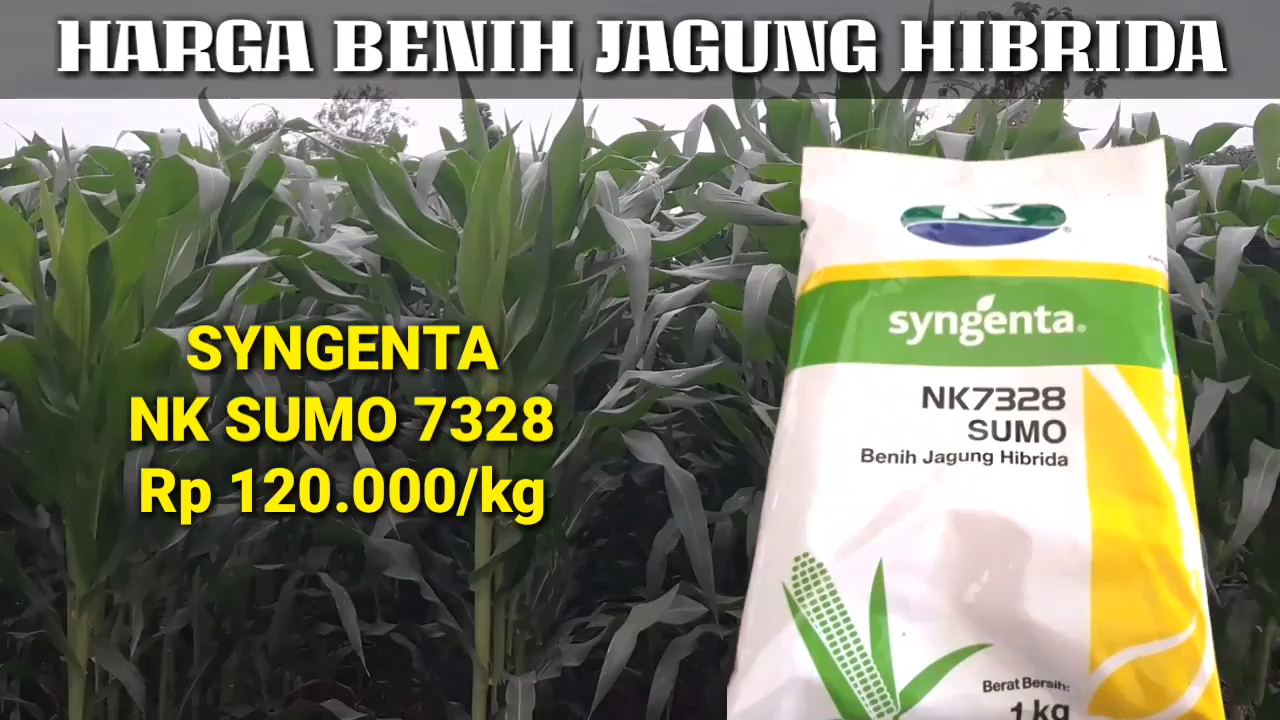 HARGA BENIH JAGUNG HIBRIDA
SYNGENTA
NK SUMO 7328
Rp 120.000/kg
NK
syngenta
NK7328
SUMO
Benih Jagung Hibrida
Berat Bersih:
1 kg